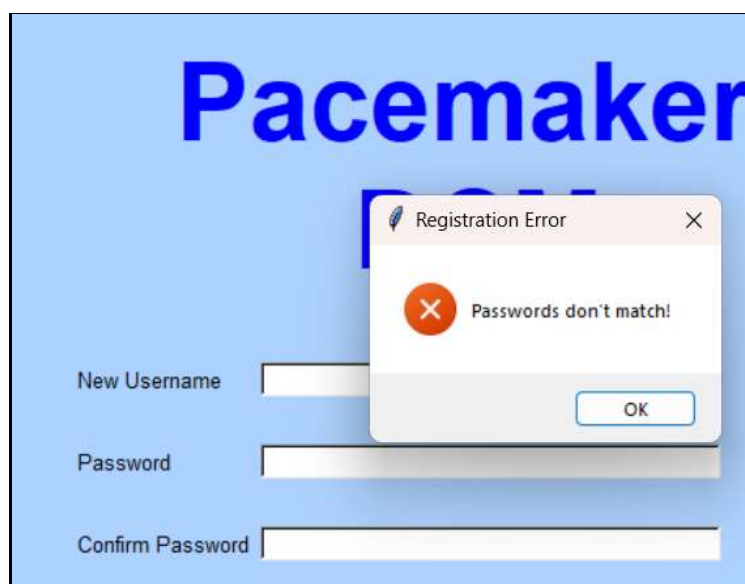 Pacemaker
Registration Error
Passwords don't match!
OK
New Username
Password
Confirm Password